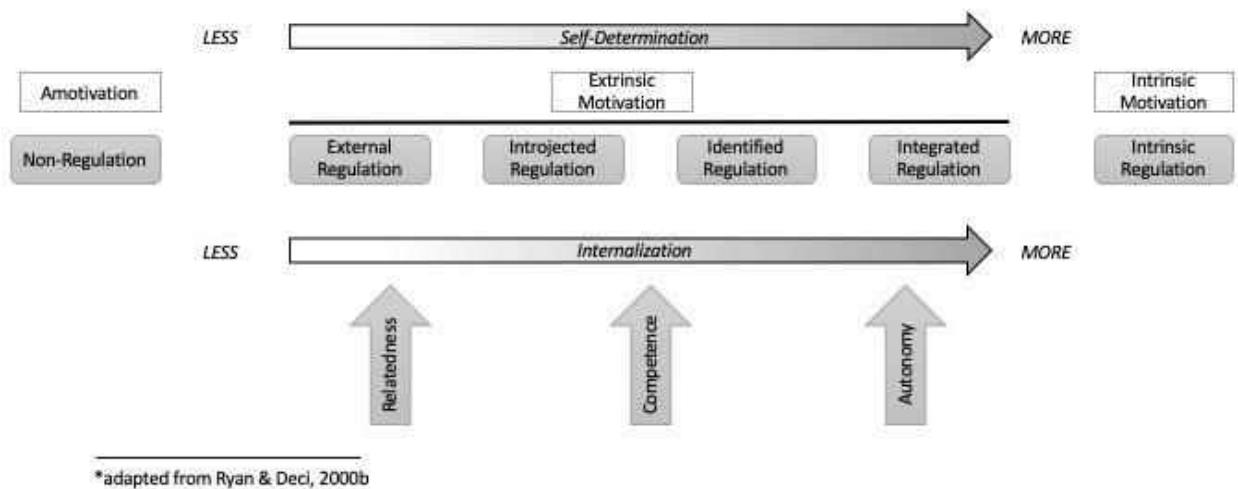 LESS
Self-Determination
MORE
Amotivation
Extrinsic
Motivation
Intrinsic
Motivation
Non-Regulation
External
Regulation
Introjected
Regulation
Identified
Regulation
Integrated
Regulation
Intrinsic
Regulation
LESS
Internalization
MORE
Relatedness
Competence
Autonomy
*adapted from Ryan & Deci, 2000b